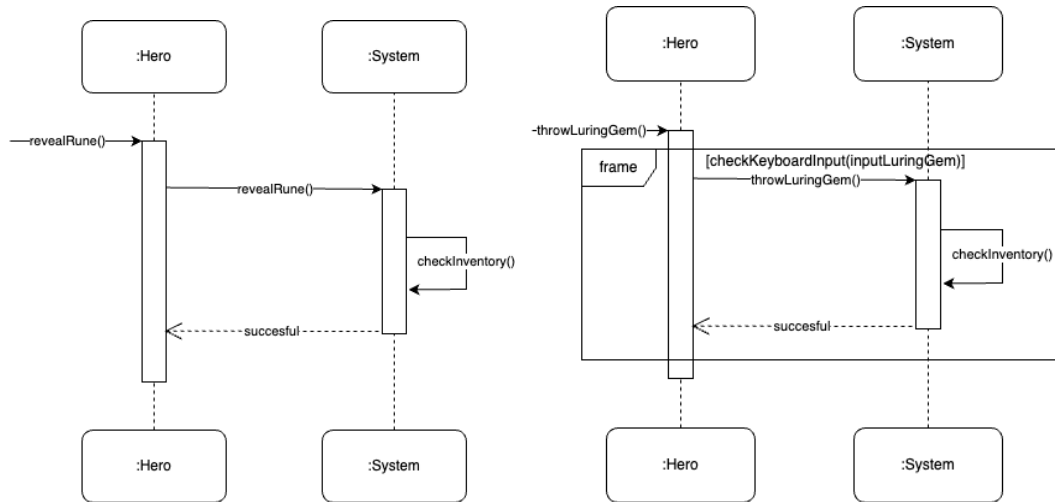 :Hero
:System
revealRune()
revealRune()
checkInventory()
succesful
:Hero
:System
:Hero
:System
throwLuringGem()
frame
[checkKeyboardInput(inputLuringGem)]
throwLuringGem()
checkInventory()
succesful
:Hero
:System